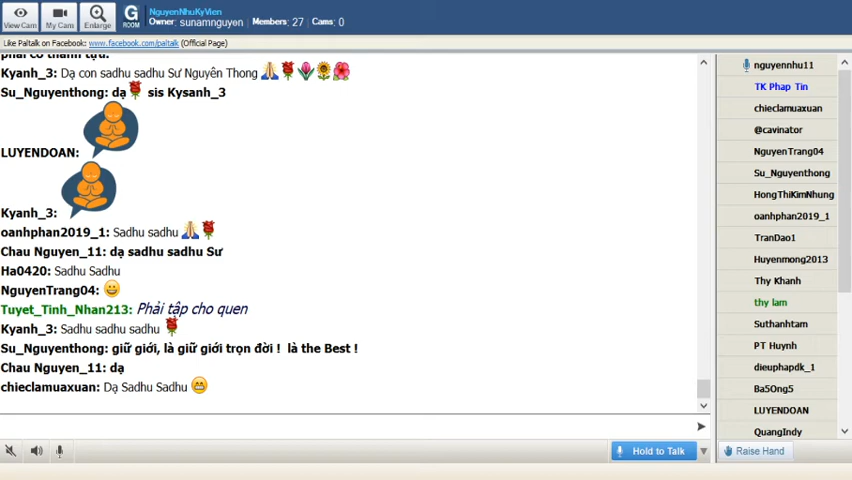 View Cam
My Cam
Enlarge
G
ROOM
NguyenNhuKyVien
Owner: sunamnguyen Members: 27 Cams: 0
Like Paltalk on Facebook: www.facebook.com/paltalk (Official Page)
phải có thành tựu.
Kyanh_3: Dạ con sadhu sadhu Sư Nguyên Thong
Su_Nguyenthong: dạ sis Kysanh_3
LUYENDOAN:
Kyanh_3:
oanhphan2019_1: Sadhu sadhu
Chau Nguyen_11: dạ sadhu sadhu Sư
Ha0420: Sadhu Sadhu
NguyenTrang04:
Tuyet_Tinh_Nhan213: Phải tập cho quen
Kyanh_3: Sadhu sadhu sadhu
Su_Nguyenthong: giữ giới, là giữ giới trọn đời ! là the Best !
Chau Nguyen_11: dạ
chieclamuaxuan: Dạ Sadhu Sadhu
Hold to Talk
nguyennhu11
TK Phap Tin
chieclamuaxuan
@cavinator
NguyenTrang04
Su_Nguyenthong
HongThiKimNhung
oanhphan2019_1
TranDao1
Huyenmong2013
Thy Khanh
thy lam
Suthanhtam
PT Huynh
dieuphapdk_1
Ba5Ong5
LUYENDOAN
QuangIndy
Raise Hand